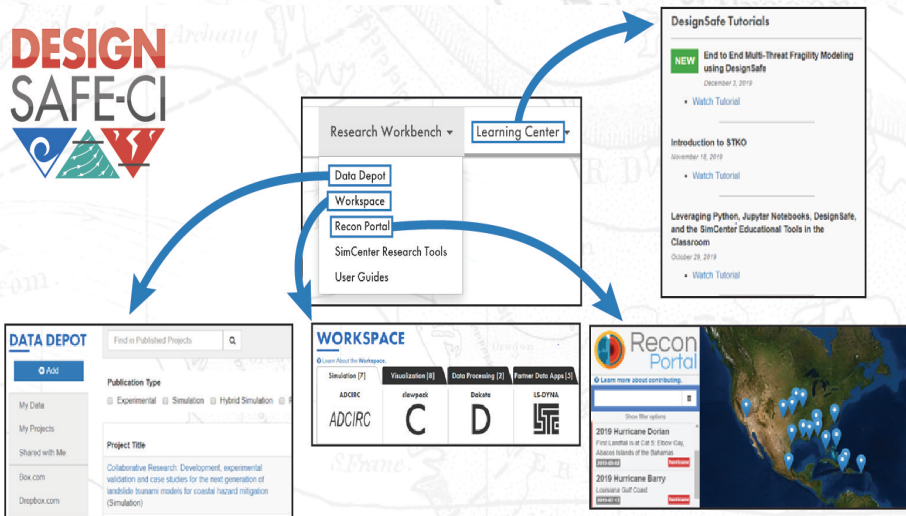 DESIGN
SAFE-CI
Research Workbench
Learning Center
Data Depot
Workspace
Recon Portal
SimCenter Research Tools
User Guides
DesignSafe Tutorials
NEW
End to End Multi-Threat Fragility Modeling
using DesignSafe
December 3, 2019
Watch Tutorial
Introduction to STKO
November 18, 2019
Watch Tutorial
Leveraging Python, Jupyter Notebooks, DesignSafe,
and the SimCenter Educational Tools in the
Classroom
October 29, 2019
Watch Tutorial
DATA DEPOT
Find in Published Projects
Add
Publication Type
Experimental Simulation Hybrid Simulation
My Data
My Projects
Shared with Me
Box.com
Dropbox.com
Project Title
Collaborative Research: Development, experimental
validation and case studies for the next generation of
landslide tsunami models for coastal hazard mitigation
(Simulation)
WORKSPACE
Learn About the Workspace.
Simulation [7] Visualization [8] Data Processing [2] Partner Data Apps [3]
ADCIRC clawpack Dakota LS-DYNA
ADCIRC C D
Recon
Portal
Learn more about contributing.
Show filter options
2019 Hurricane Dorian
First Landfall is at Cat 5: Elbow Cay,
Abacos Islands of the Bahamas
hurricane
2019 Hurricane Barry
Louisiana Gulf Coast
hurricane